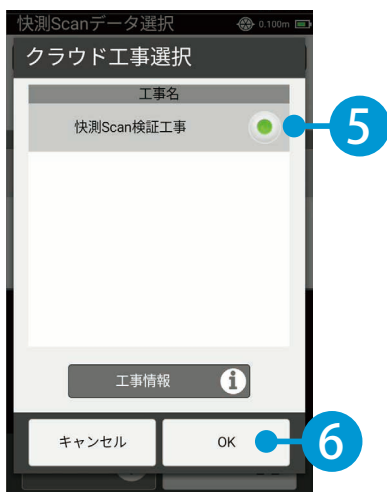 快測Scanデータ選択 0.100m
クラウド工事選択
工事名
快測Scan検証工事
5
工事情報 i
キャンセル OK
6